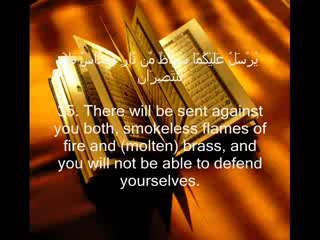 يُرْسَلُ عَلَيْكُمَا شُوَاظٌ مِّن نَّارٍ وَنُحَاسٌ فَلَا
تَنتَصِرَانِ
35. There will be sent against
you both, smokeless flames of
fire and (molten) brass, and
you will not be able to defend
yourselves.